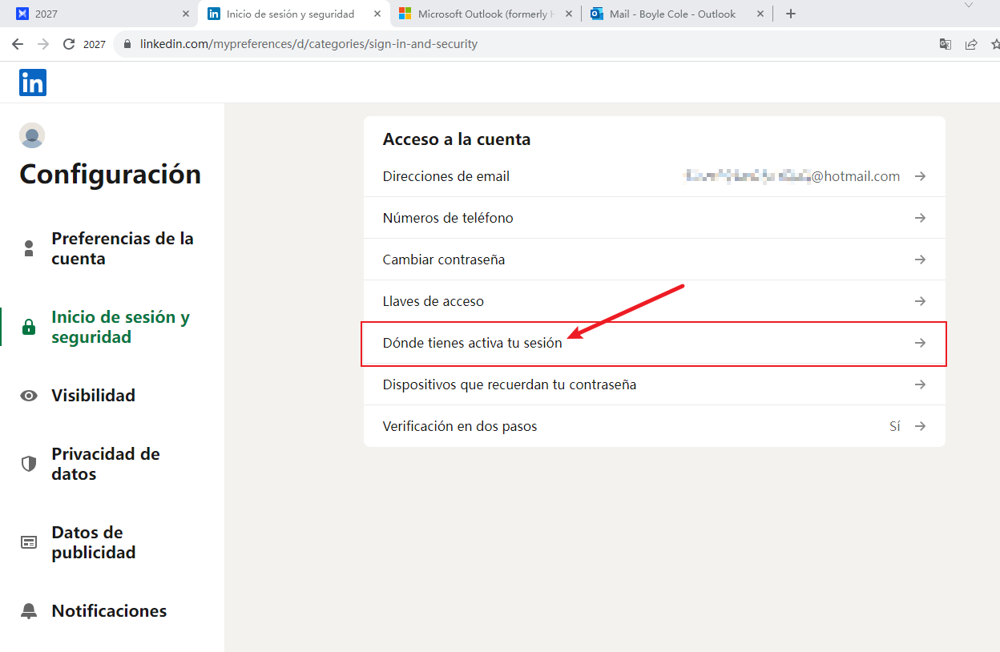 2027
Inicio de sesión y seguridad
Microsoft Outlook (formerly
Mail - Boyle Cole - Outlook
2027
linkedin.com/mypreferences/d/categories/sign-in-and-security
in
Configuración
Preferencias de la
cuenta
Inicio de sesión y
seguridad
Visibilidad
Privacidad de
datos
Datos de
publicidad
Notificaciones
Acceso a la cuenta
Direcciones de email @hotmail.com
Números de teléfono
Cambiar contraseña
Llaves de acceso
Dónde tienes activa tu sesión
Dispositivos que recuerdan tu contraseña
Verificación en dos pasos Sí